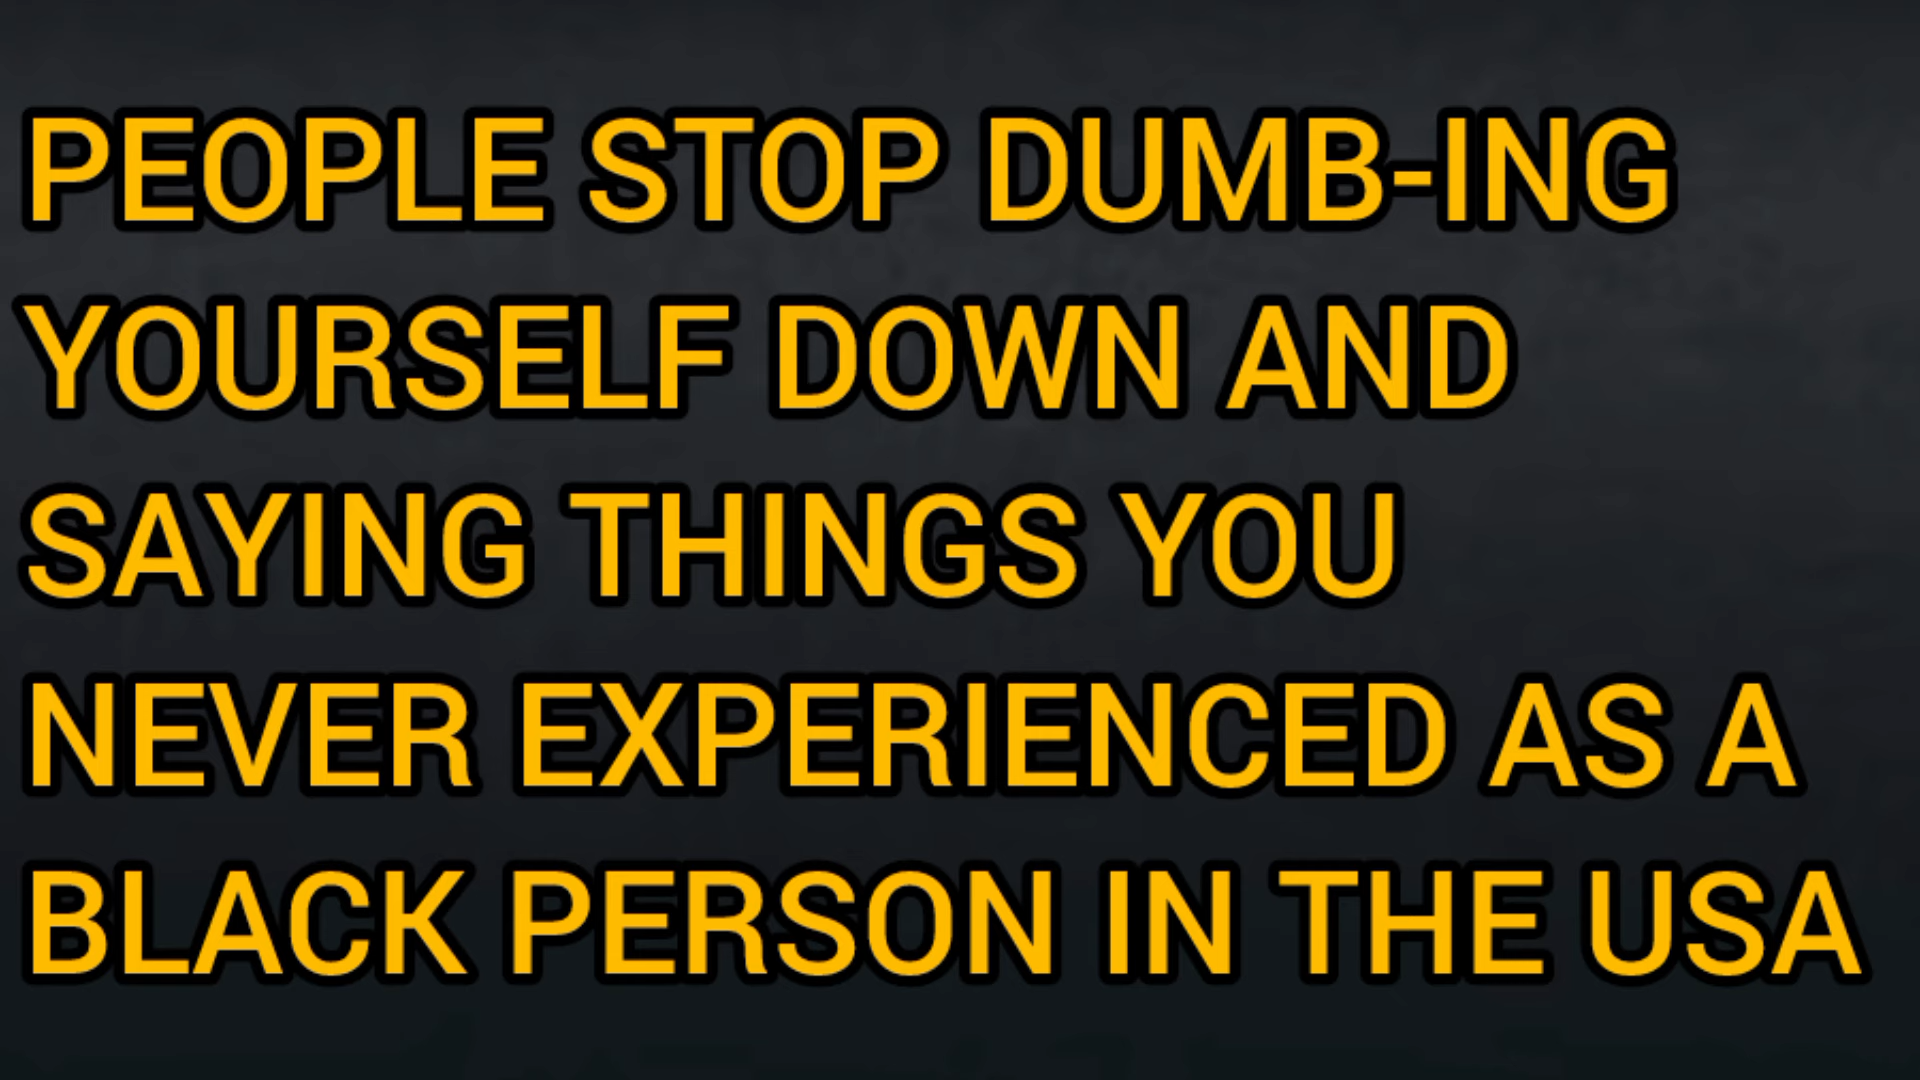 PEOPLE STOP DUMB-ING
YOURSELF DOWN AND
SAYING THINGS YOU
NEVER EXPERIENCED AS A
BLACK PERSON IN THE USA